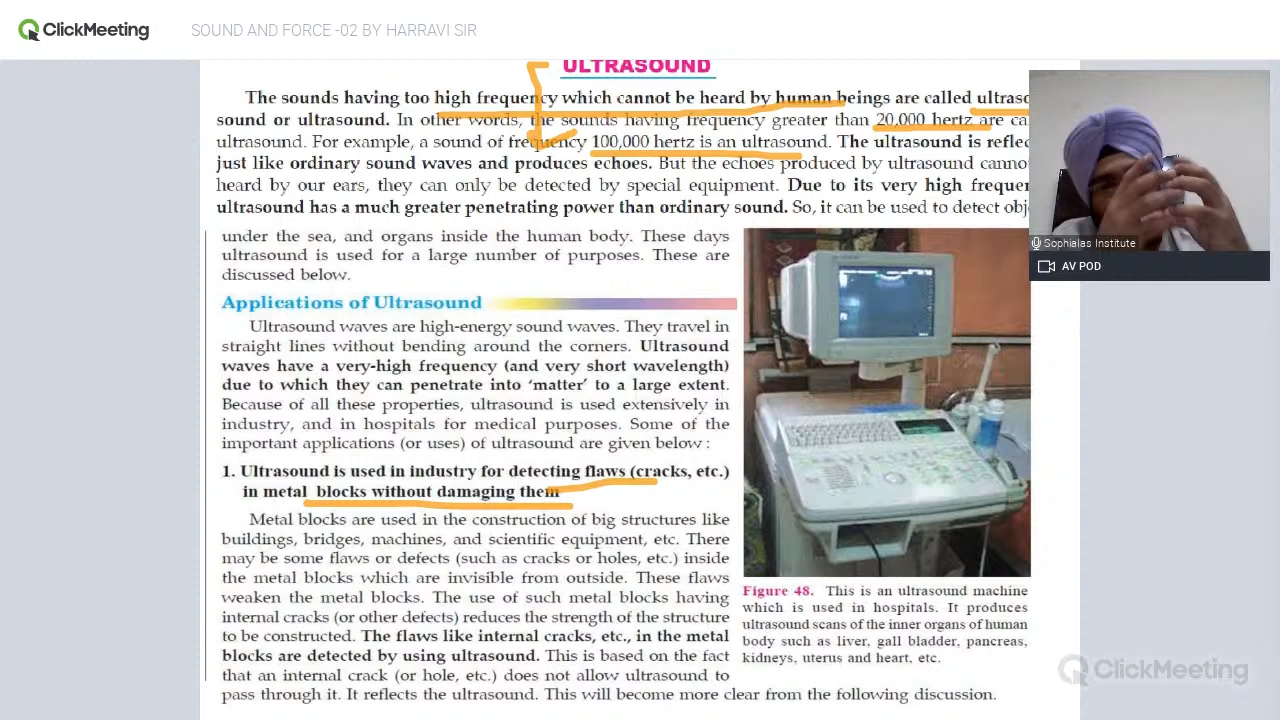 ClickMeeting
SOUND AND FORCE -02 BY HARRAVI SIR
ULTRASOUND
The sounds having too high frequency which cannot be heard by human beings are called
sound or ultrasound. In other words, the sounds having frequency greater than 20,000 hertz are
ultrasound. For example, a sound of frequency 100,000 hertz is an ultrasound. The ultrasound is
just like ordinary sound waves and produces echoes. But the echoes produced by ultrasound
heard by our ears, they can only be detected by special equipment. Due to its very high
ultrasound has a much greater penetrating power than ordinary sound. So, it can be used to detect
under the sea, and organs inside the human body. These days
ultrasound is used for a large number of purposes. These are
discussed below.
Applications of Ultrasound
Ultrasound waves are high-energy sound waves. They travel in
straight lines without bending around the corners. Ultrasound
waves have a very-high frequency (and very short wavelength)
due to which they can penetrate into ‘matter’ to a large extent.
Because of all these properties, ultrasound is used extensively in
industry, and in hospitals for medical purposes. Some of the
important applications (or uses) of ultrasound are given below :
1. Ultrasound is used in industry for detecting flaws (cracks, etc.)
in metal blocks without damaging them
Metal blocks are used in the construction of big structures like
buildings, bridges, machines, and scientific equipment, etc. There
may be some flaws or defects (such as cracks or holes, etc.) inside
the metal blocks which are invisible from outside. These flaws
weaken the metal blocks. The use of such metal blocks having
internal cracks (or other defects) reduces the strength of the structure
to be constructed. The flaws like internal cracks, etc., in the metal
blocks are detected by using ultrasound. This is based on the fact
that an internal crack (or hole, etc.) does not allow ultrasound to
pass through it. It reflects the ultrasound. This will become more clear from the following discussion.
Figure 48. This is an ultrasound machine
which is used in hospitals. It produces
ultrasound scans of the inner organs of human
body such as liver, gall bladder, pancreas,
kidneys, uterus and heart, etc.
Sophialas Institute
AV POD
ClickMeeting